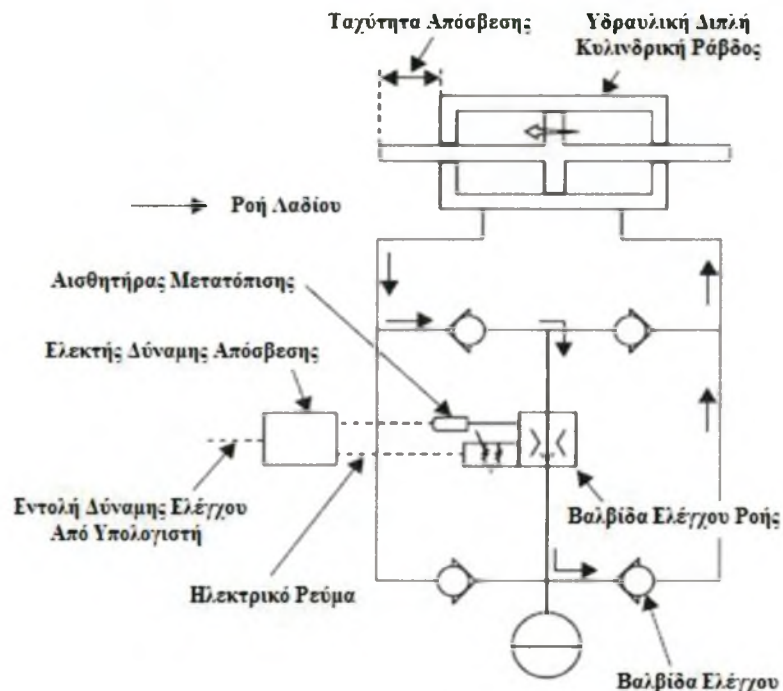 Ταχύτητα Απόσβεσης
Υδραυλική Διπλή
Κυλινδρική Ράβδος
Ροή Λαδίου
Αισθητήρας Μετατόπισης
Ελεκτής Δύναμης Απόσβεσης
Εντολή Δύναμης Ελέγχου
Από Υπολογιστή
Ηλεκτρικό Ρεύμα
Βαλβίδα Ελέγχου Ροής
Βαλβίδα Ελέγχου